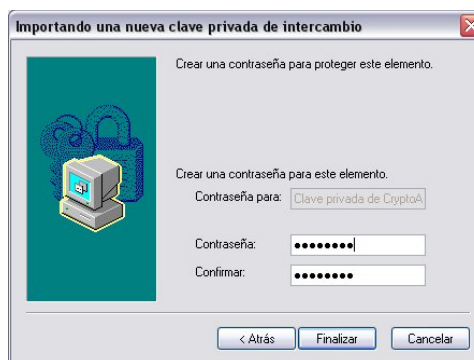 Importando una nueva clave privada de intercambio
Crear una contraseña para proteger este elemento.
Crear una contraseña para este elemento.
Contraseña para: Clave privada de CryptoA
Contraseña: ●●●●●●●●
Confirmar: ●●●●●●●●
< Atrás Finalizar Cancelar